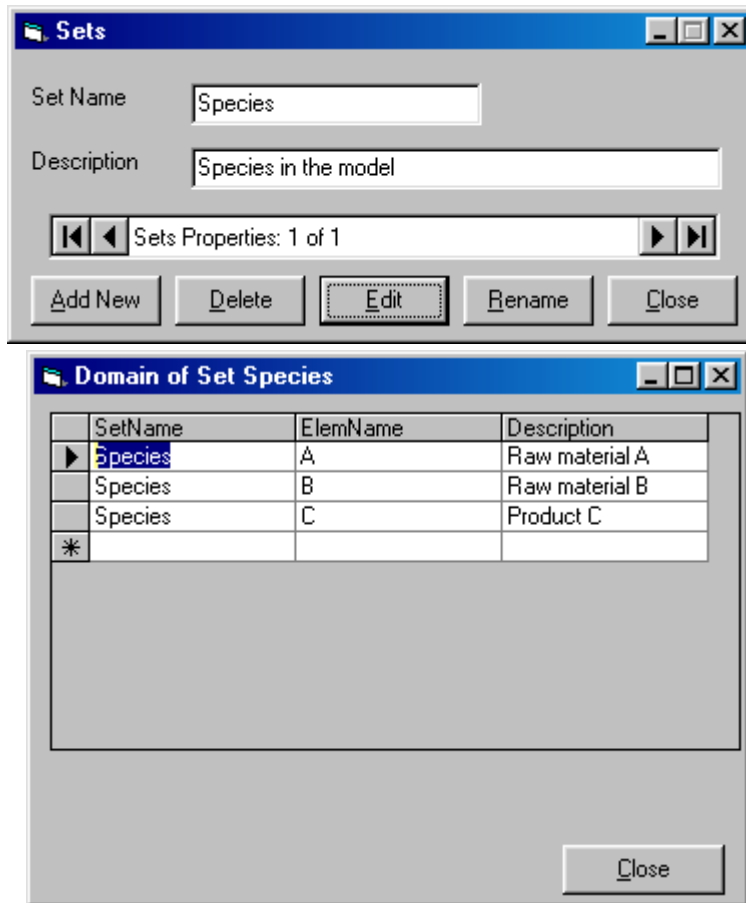 Sets
Set Name Species
Description Species in the model
Sets Properties: 1 of 1
Add New Delete Edit Rename Close
Domain of Set Species
SetName ElemName Description
Species A Raw material A
Species B Raw material B
Species C Product C
Close